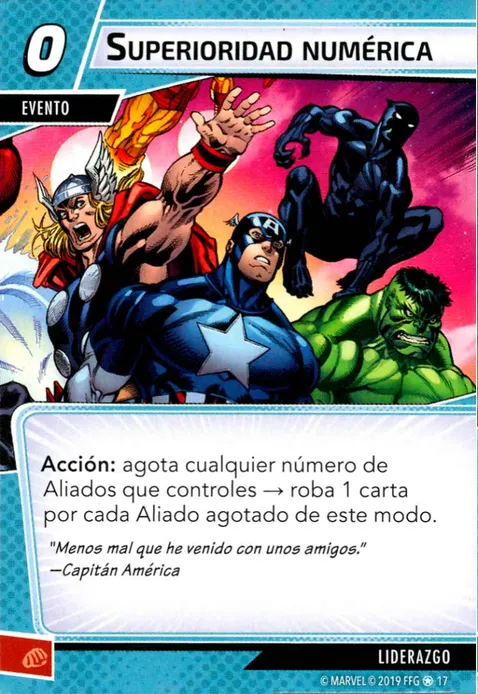 0
SUPERIORIDAD NUMÉRICA
EVENTO
A
Acción: agota cualquier número de
Aliados que controles → roba 1 carta
por cada Aliado agotado de este modo.
"Menos mal que he venido con unos amigos."
—Capitán América
LIDERAZGO
© MARVEL © 2019 FFG ✪ 17